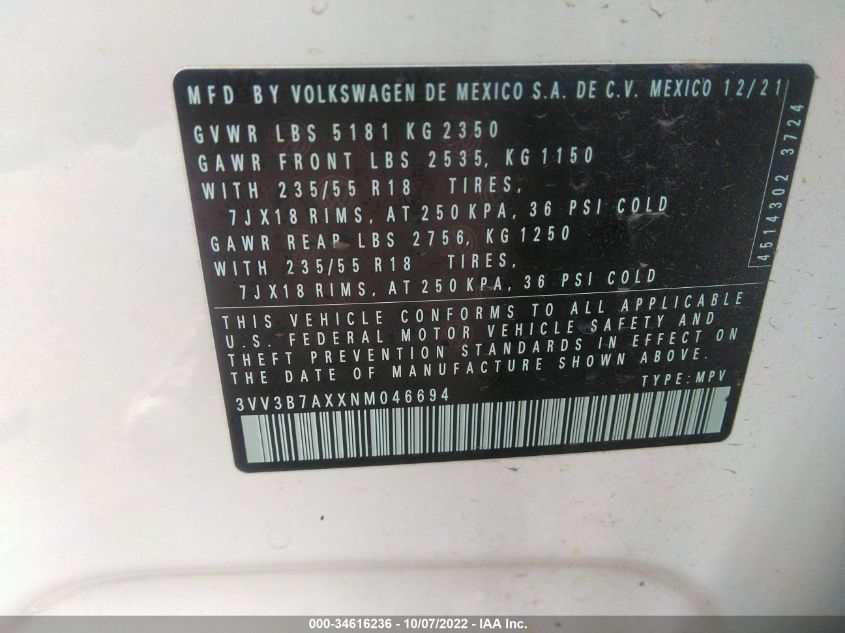 MFD BY VOLKSWAGEN DE MEXICO S.A. DE C.V. MEXICO 12/21
GVWR LBS 5181 KG 2350
GAWR FRONT LBS 2535, KG 1150
WITH 235/55 R18 TIRES,
7JX18 RIMS, AT 250 KPA, 36 PSI COLD
GAWR REAR LBS 2756, KG 1250
WITH 235/55 R18 TIRES,
7JX18 RIMS, AT 250 KPA, 36 PSI COLD
THIS VEHICLE CONFORMS TO ALL APPLICABLE
U.S. FEDERAL MOTOR VEHICLE SAFETY AND
THEFT PREVENTION STANDARDS IN EFFECT ON
THE DATE OF MANUFACTURE SHOWN ABOVE.
TYPE: MPV
3VV3B7AXXNM046694
4514302 3724
000-34616236 - 10/07/2022 - IAA Inc.